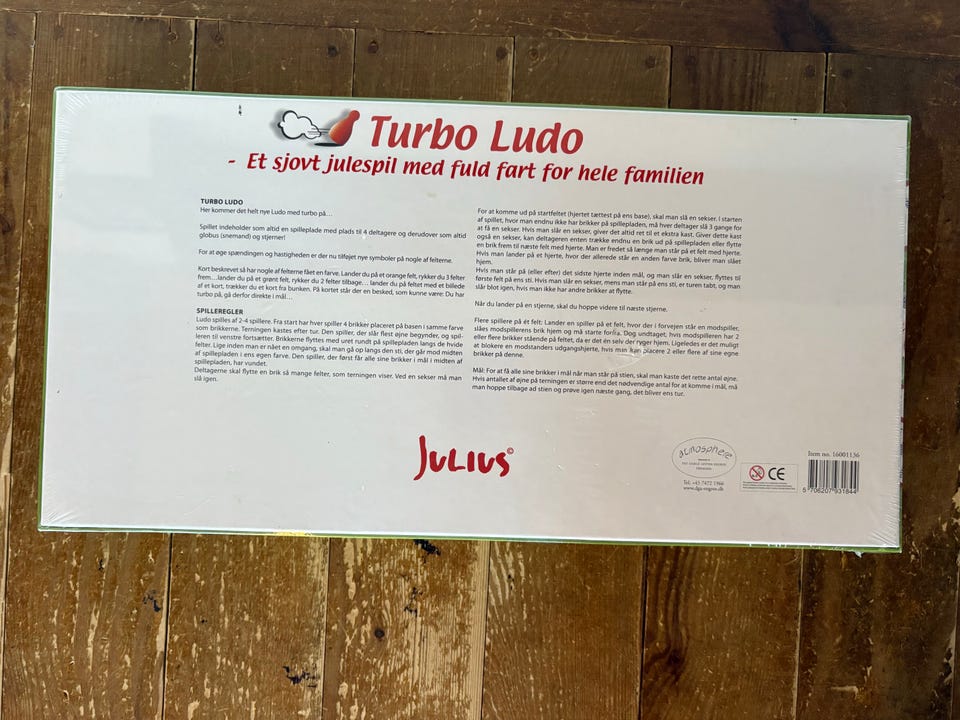 Turbo Ludo
- Et sjovt julespil med fuld fart for hele familien
TURBO LUDO
Her kommer det helt nye Ludo med turbo på...
Spillet indeholder som altid en spilleplade med plads til 4 deltagere og derudover som altid
globus (snemand) og stjerner!
For at øge spændingen og hastigheden er der nu tilføjet nye symboler på nogle af felterne.
Kort beskrevet så har nogle af felterne fået en farve. Lander du på et orange felt, rykker du 3 felter
frem....lander du på et grønt felt, rykker du 2 felter tilbage... lander du på feltet med et billede
af et kort, trækker du et kort fra bunken. På kortet står der en besked, som kunne være: Du har
turbo på, gå derfor direkte i mål...
SPILLEREGLER
Ludo spilles af 2-4 spillere. Fra start har hver spiller 4 brikker placeret på basen i samme farve
som brikkerne. Terningen kastes efter tur. Den spiller, der slår flest øjne begynder, og spil-
leren til venstre fortsætter. Brikkerne flyttes med uret rundt på spillepladen langs de hvide
felter. Lige inden man er nået en omgang, skal man gå op langs den sti, der går mod midten
af spillepladen i ens egen farve. Den spiller, der først får alle sine brikker i mål i midten af
spillepladen, har vundet.
Deltagerne skal flytte en brik så mange felter, som terningen viser. Ved en sekser må man
slå igen.
For at komme ud på startfeltet (hjertet tættest på ens base), skal man slå en sekser. I starten
af spillet, hvor man endnu ikke har brikker på spillepladen, må hver deltager slå 3 gange for
at få en sekser. Hvis man slår en sekser, giver det altid ret til et ekstra kast. Giver dette kast
også en sekser, kan deltageren enten trække endnu en brik ud på spillepladen eller flytte
en brik frem til næste felt med hjerte. Man er fredet så længe man står på et felt med hjerte.
Hvis man lander på et hjerte, hvor der allerede står en anden farve brik, bliver man slået
hjem.
Hvis man står på (eller efter) det sidste hjerte inden mål, og man slår en sekser, flyttes til
første felt på ens sti. Hvis man slår en sekser, mens man står på ens sti, er turen tabt, og man
slår blot igen, hvis man ikke har andre brikker at flytte.
Når du lander på en stjerne, skal du hoppe videre til næste stjerne.
Flere spillere på ét felt: Lander en spiller på et felt, hvor der i forvejen står en modspiller,
slåes modspillerens brik hjem og må starte forfra. Dog undtaget, hvis modspilleren har 2
eller flere brikker stående på feltet, da er det én selv der ryger hjem. Ligeledes er det muligt
at blokere en modstanders udgangshjerte, hvis man kan placere 2 eller flere af sine egne
brikker på denne.
Mål: For at få alle sine brikker i mål når man står på stien, skal man kaste det rette antal øjne.
Hvis antallet af øjne på terningen er større end det nødvendige antal for at komme i mål, må
man hoppe tilbage ad stien og prøve igen næste gang, det bliver ens tur.
JULIUS©
atmosphere
Tel. +45 7472 1966
www.dga-engros.dk
CE
Item no. 16001136
5 706207 931844